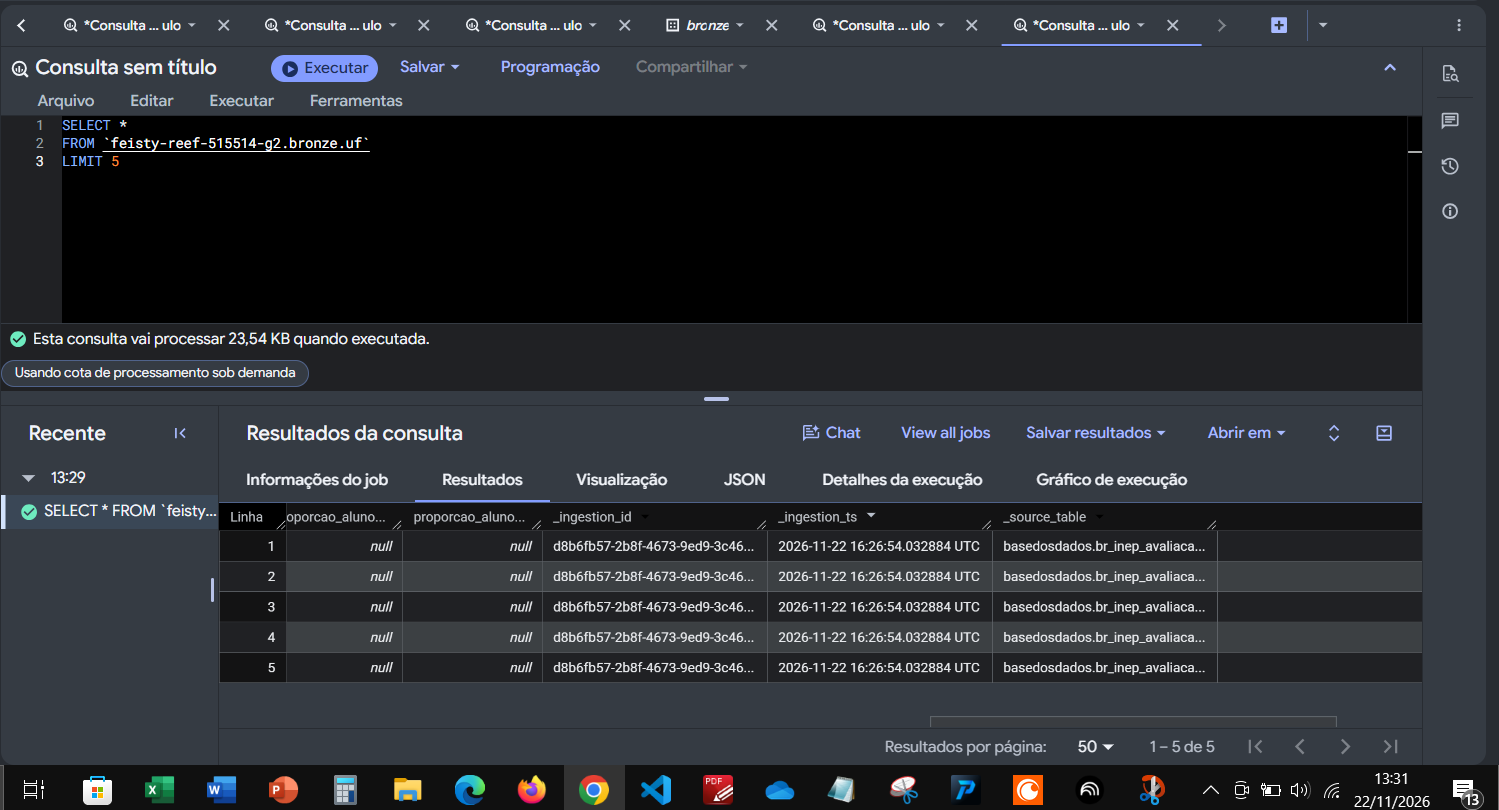 *Consulta ... ulo *Consulta ... ulo *Consulta ... ulo bronze *Consulta ... ulo *Consulta ... ulo
Consulta sem título Executar Salvar Programação Compartilhar
Arquivo Editar Executar Ferramentas
1 SELECT *
2 FROM `feisty-reef-515514-g2.bronze.uf`
3 LIMIT 5
Esta consulta vai processar 23,54 KB quando executada.
Usando cota de processamento sob demanda
Recente
13:29
SELECT * FROM `feisty...
Resultados da consulta Chat View all jobs Salvar resultados Abrir em
Informações do job Resultados Visualização JSON Detalhes da execução Gráfico de execução
Linha oporcao_aluno... proporcao_aluno... _ingestion_id _ingestion_ts _source_table
1 null null d8b6fb57-2b8f-4673-9ed9-3c46... 2026-11-22 16:26:54.032884 UTC basedosdados.br_inep_avaliaca...
2 null null d8b6fb57-2b8f-4673-9ed9-3c46... 2026-11-22 16:26:54.032884 UTC basedosdados.br_inep_avaliaca...
3 null null d8b6fb57-2b8f-4673-9ed9-3c46... 2026-11-22 16:26:54.032884 UTC basedosdados.br_inep_avaliaca...
4 null null d8b6fb57-2b8f-4673-9ed9-3c46... 2026-11-22 16:26:54.032884 UTC basedosdados.br_inep_avaliaca...
5 null null d8b6fb57-2b8f-4673-9ed9-3c46... 2026-11-22 16:26:54.032884 UTC basedosdados.br_inep_avaliaca...
Resultados por página: 50 1 – 5 de 5
PDF
13:31
22/11/2026
13